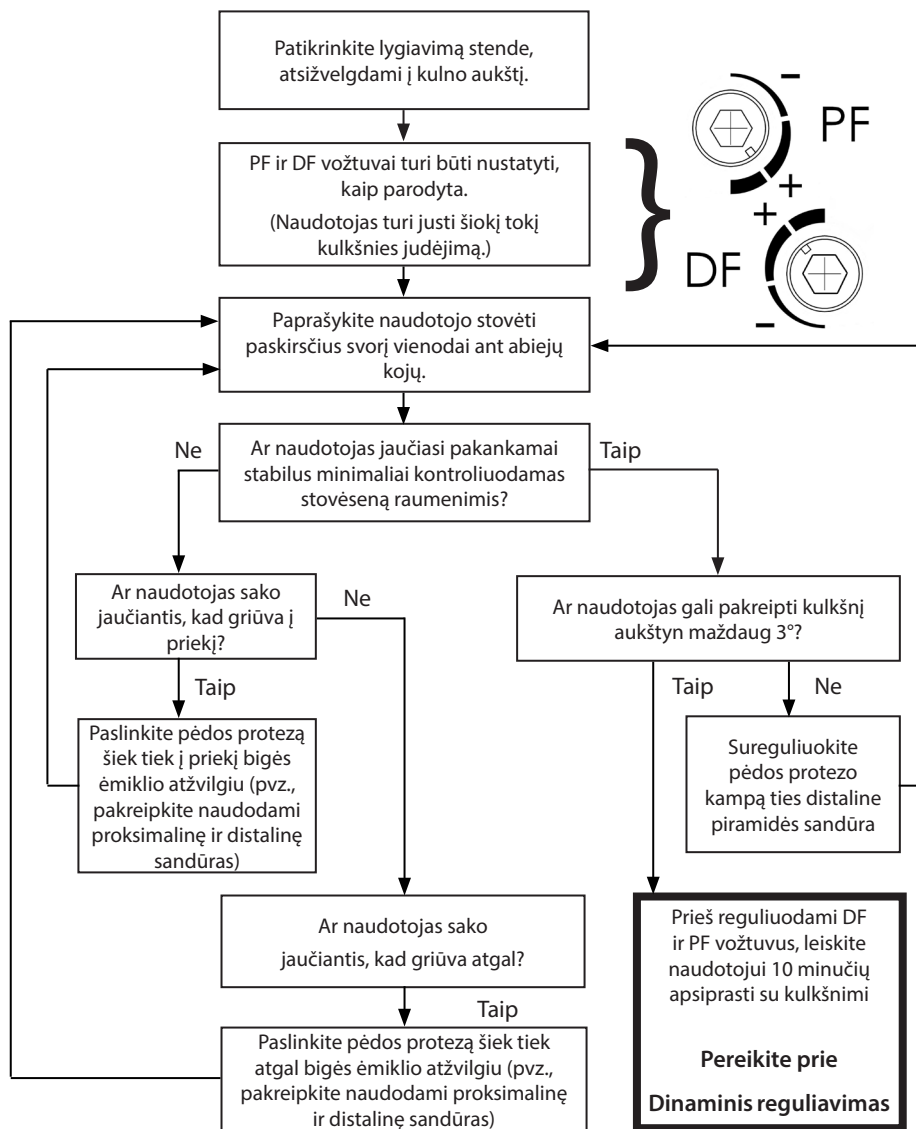 Patikrinkite lygiavimą stende,
atsižvelgdami į kulno aukštį.
PF ir DF vožtuvai turi būti nustatyti,
kaip parodyta.
(Naudotojas turi justi šiokį tokį
kulkšnies judėjimą.)
-
PF
+
+
DF
-
Paprašykite naudotojo stovėti
paskirsčius svorį vienodai ant abiejų
kojų.
Ne
Ar naudotojas jaučiasi pakankamai
stabilus minimaliai kontroliuodamas
stovėseną raumenimis?
Taip
Ar naudotojas sako
jaučiantis, kad griūva į
priekį?
Ne
Ar naudotojas gali pakreipti kulkšnį
aukštyn maždaug 3°?
Taip
Taip
Ne
Paslinkite pėdos protezą
šiek tiek į priekį bigės
ėmiklio atžvilgiu (pvz.,
pakreipkite naudodami
proksimalinę ir distalinę
sandūras)
Sureguliuokite
pėdos protezo
kampą ties distaline
piramidės sandūra
Ar naudotojas sako
jaučiantis, kad griūva atgal?
Taip
Paslinkite pėdos protezą šiek tiek
atgal bigės ėmiklio atžvilgiu (pvz.,
pakreipkite naudodami proksimalinę
ir distalinę sandūras)
Prieš reguliuodami DF
ir PF vožtuvus, leiskite
naudotojui 10 minučių
apsiprasti su kulkšnimi
Pereikite prie
Dinaminis reguliavimas